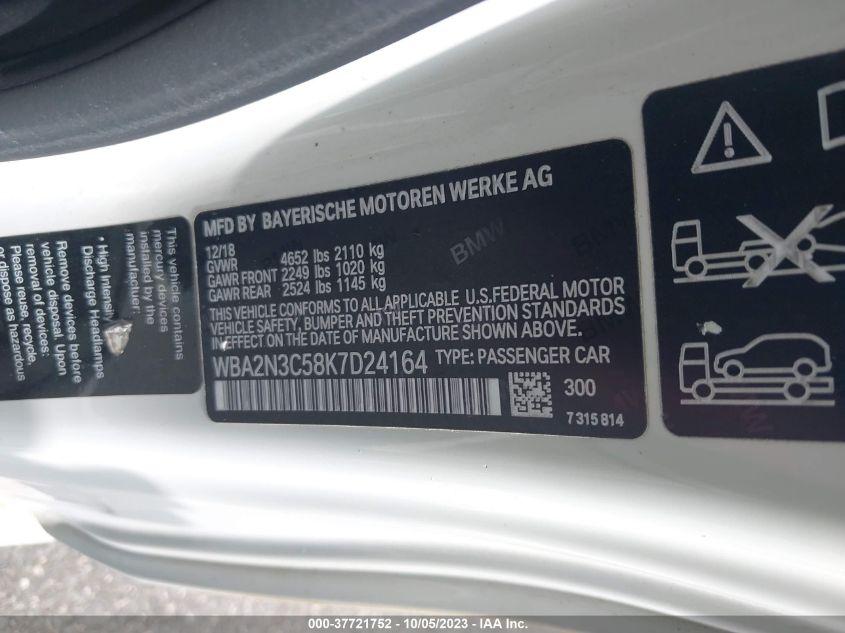 This vehicle contains
mercury devices
installed by the
manufacturer:
• High Intensity
Discharge Headlamps
Remove devices before
vehicle disposal. Upon
removal of devices:
Please reuse, recycle,
or dispose as hazardous
MFD BY BAYERISCHE MOTOREN WERKE AG
12/18
GVWR 4652 lbs 2110 kg
GAWR FRONT 2249 lbs 1020 kg
GAWR REAR 2524 lbs 1145 kg
BMW
THIS VEHICLE CONFORMS TO ALL APPLICABLE U.S.FEDERAL MOTOR
VEHICLE SAFETY, BUMPER AND THEFT PREVENTION STANDARDS
IN EFFECT ON THE DATE OF MANUFACTURE SHOWN ABOVE.
WBA2N3C58K7D24164 TYPE: PASSENGER CAR
300
7 315 814
000-37721752 - 10/05/2023 - IAA Inc.